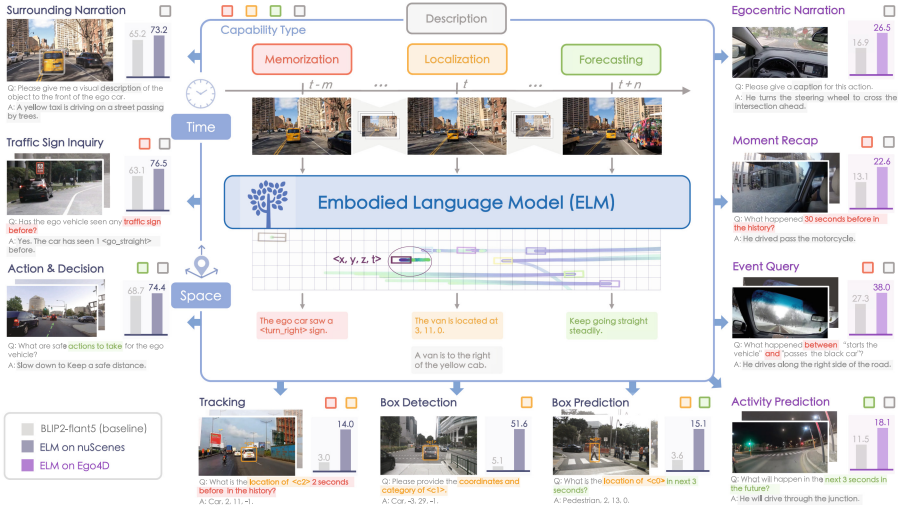 Surrounding Narration
65.2
73.2
Q: Please give me a visual description of the
object to the front of the ego car.
A: A yellow taxi is driving on a street passing
by trees.
Traffic Sign Inquiry
63.1
76.5
Q: Has the ego vehicle seen any traffic sign
before?
A: Yes. The car has seen 1 <go_straight>
before.
Action & Decision
68.7
74.4
Q: What are safe actions to take for the ego
vehicle?
A: Slow down to Keep a safe distance.
BLIP2-flant5 (baseline)
ELM on nuScenes
ELM on Ego4D
Capability Type
Description
Memorization
Localization
Forecasting
t-m
...
t
...
t+n
Time
Embodied Language Model (ELM)
<x, y, z, t>
Space
The ego car saw a
<turn_right> sign.
The van is located at
3, 11, 0.
Keep going straight
steadily.
A van is to the right
of the yellow cab.
Tracking
3.0
14.0
Q: What is the location of <c2> 2 seconds
before in the history?
A: Car, 2, 11, -1.
Box Detection
5.1
51.6
Q: Please provide the coordinates and
category of <c1>.
A: Car, -3, 29, -1.
Box Prediction
3.6
15.1
Q: What is the location of <c0> in next 3
seconds?
A: Pedestrian, 2, 13, 0.
Egocentric Narration
16.9
26.5
Q: Please give a caption for this action.
A: He turns the steering wheel to cross the
intersection ahead.
Moment Recap
13.1
22.6
Q: What happened 30 seconds before in
the history?
A: He drived pass the motorcycle.
Event Query
27.3
38.0
Q: What happened between "starts the
vehicle" and "passes the black car"?
A: He drives along the right side of the road.
Activity Prediction
11.5
18.1
Q: What will happen in the next 3 seconds in
the future?
A: He will drive through the junction.